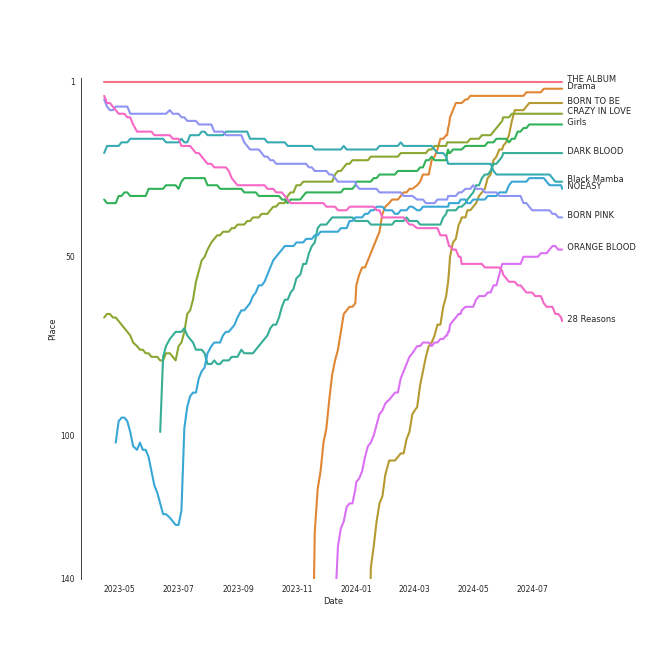 1
50
100
140
Place
2023-05
2023-07
2023-09
2023-11
2024-01
2024-03
2024-05
2024-07
Date
THE ALBUM
Drama
BORN TO BE
CRAZY IN LOVE
Girls
DARK BLOOD
Black Mamba
NOEASY
BORN PINK
ORANGE BLOOD
28 Reasons